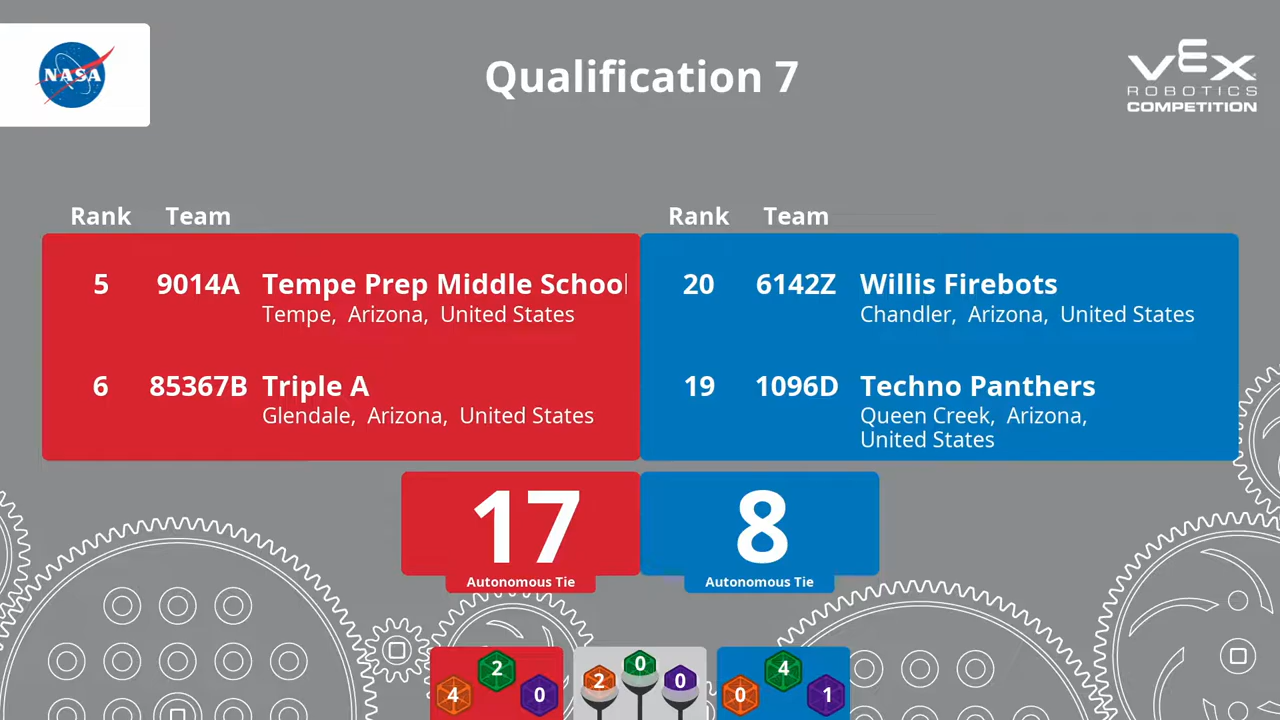 NASA
Qualification 7
VEX
ROBOTICS
COMPETITION
Rank Team
5 9014A Tempe Prep Middle School
Tempe, Arizona, United States
6 85367B Triple A
Glendale, Arizona, United States
Rank Team
20 6142Z Willis Firebots
Chandler, Arizona, United States
19 1096D Techno Panthers
Queen Creek, Arizona,
United States
17 8
Autonomous Tie Autonomous Tie
4 2 0
2 0 0
0 4 1